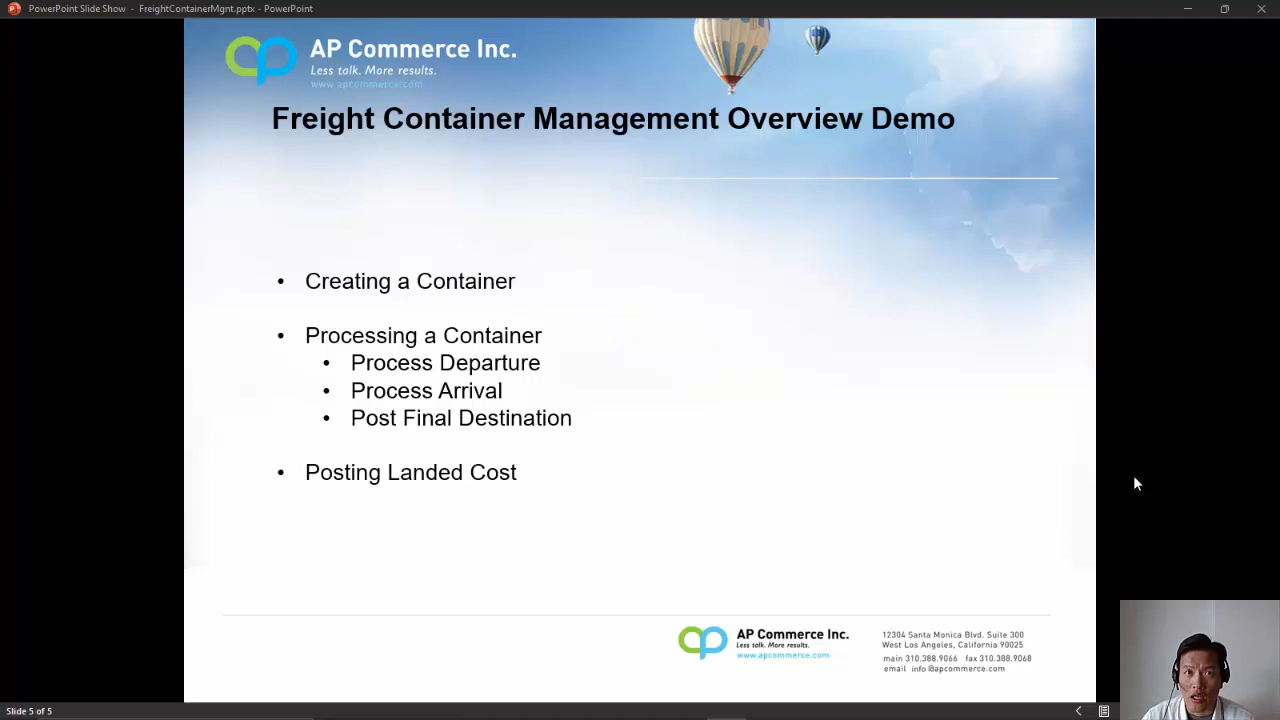 PowerPoint Slide Show - FreightContainerMgnt.pptx - PowerPoint
AP Commerce Inc.
Less talk. More results.
www.apcommerce.com
Freight Container Management Overview Demo
• Creating a Container
• Processing a Container
• Process Departure
• Process Arrival
• Post Final Destination
• Posting Landed Cost
AP Commerce Inc.
Less talk. More results.
www.apcommerce.com
12304 Santa Monica Blvd. Suite 300
West Los Angeles, California 90025
main 310.388.9066 fax 310.388.9068
email info@apcommerce.com
Slide 5 of 5